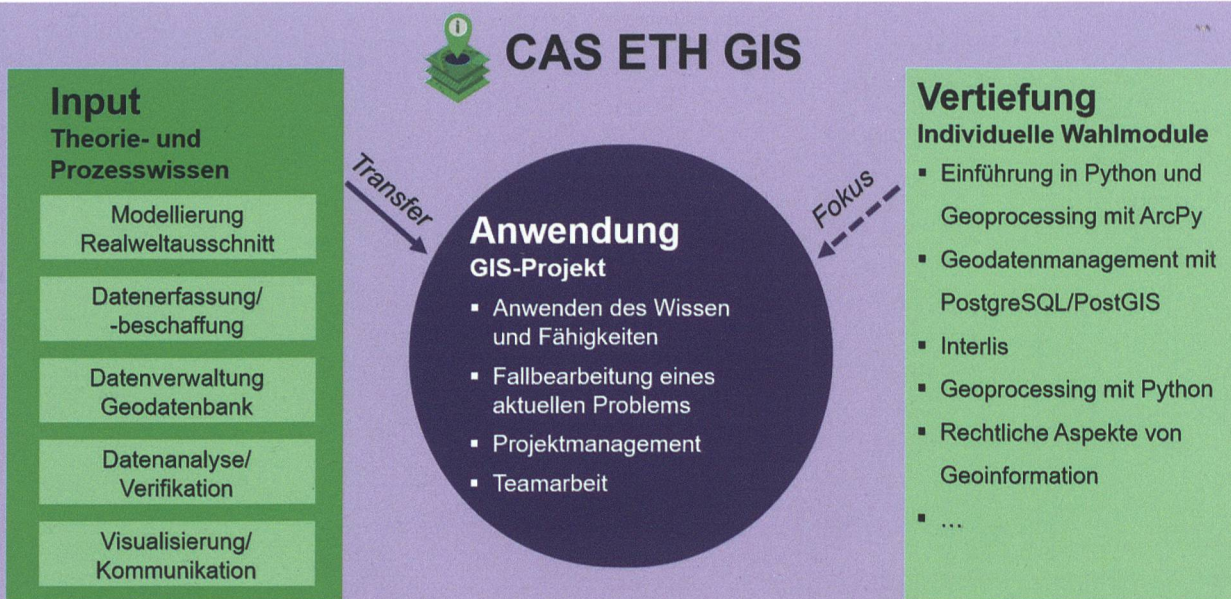 CAS ETH GIS
Input
Theorie- und
Prozesswissen
Modellierung
Realweltausschnitt
Datenerfassung/
-beschaffung
Datenverwaltung
Geodatenbank
Datenanalyse/
Verifikation
Visualisierung/
Kommunikation
Transfer
Anwendung
GIS-Projekt
▪ Anwenden des Wissen
und Fähigkeiten
▪ Fallbearbeitung eines
aktuellen Problems
▪ Projektmanagement
▪ Teamarbeit
Fokus
Vertiefung
Individuelle Wahlmodule
▪ Einführung in Python und
Geoprocessing mit ArcPy
▪ Geodatenmanagement mit
PostgreSQL/PostGIS
▪ Interlis
▪ Geoprocessing mit Python
▪ Rechtliche Aspekte von
Geoinformation
▪ ...